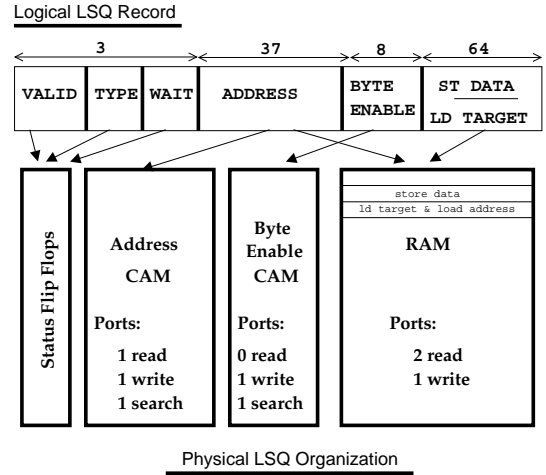 Logical LSQ Record
3 37 8 64
VALID TYPE WAIT ADDRESS BYTE ENABLE ST DATA
LD TARGET
Status Flip Flops
Address
CAM
Ports:
1 read
1 write
1 search
Byte
Enable
CAM
Ports:
0 read
1 write
1 search
store data
ld target & load address
RAM
Ports:
2 read
1 write
Physical LSQ Organization